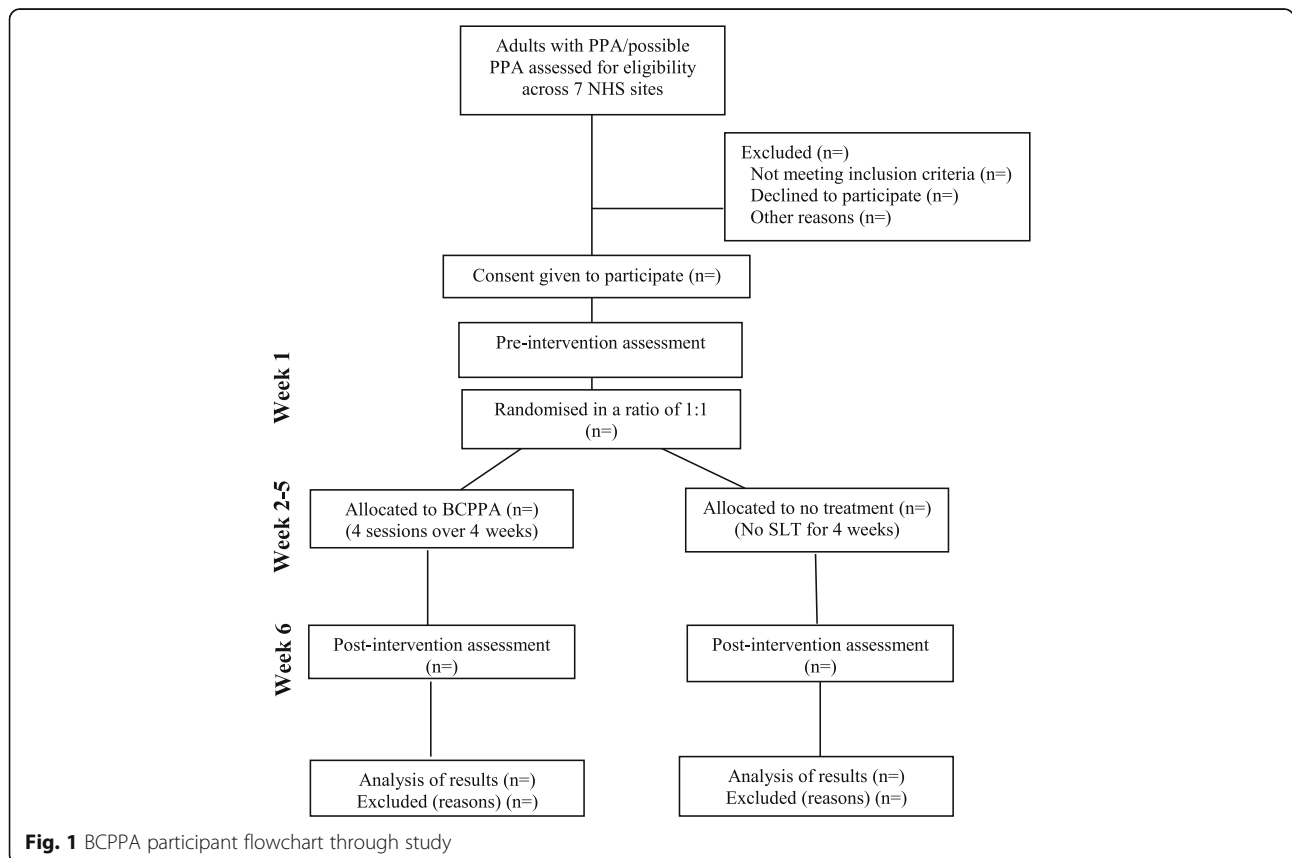 Adults with PPA/possible
PPA assessed for eligibility
across 7 NHS sites
Excluded (n=)
Not meeting inclusion criteria (n=)
Declined to participate (n=)
Other reasons (n=)
Consent given to participate (n=)
Week 1
Pre-intervention assessment
Randomised in a ratio of 1:1
(n=)
Week 2-5
Allocated to BCPPA (n=)
(4 sessions over 4 weeks)
Allocated to no treatment (n=)
(No SLT for 4 weeks)
Week 6
Post-intervention assessment
(n=)
Post-intervention assessment
(n=)
Analysis of results (n=)
Excluded (reasons) (n=)
Analysis of results (n=)
Excluded (reasons) (n=)
Fig. 1 BCPPA participant flowchart through study